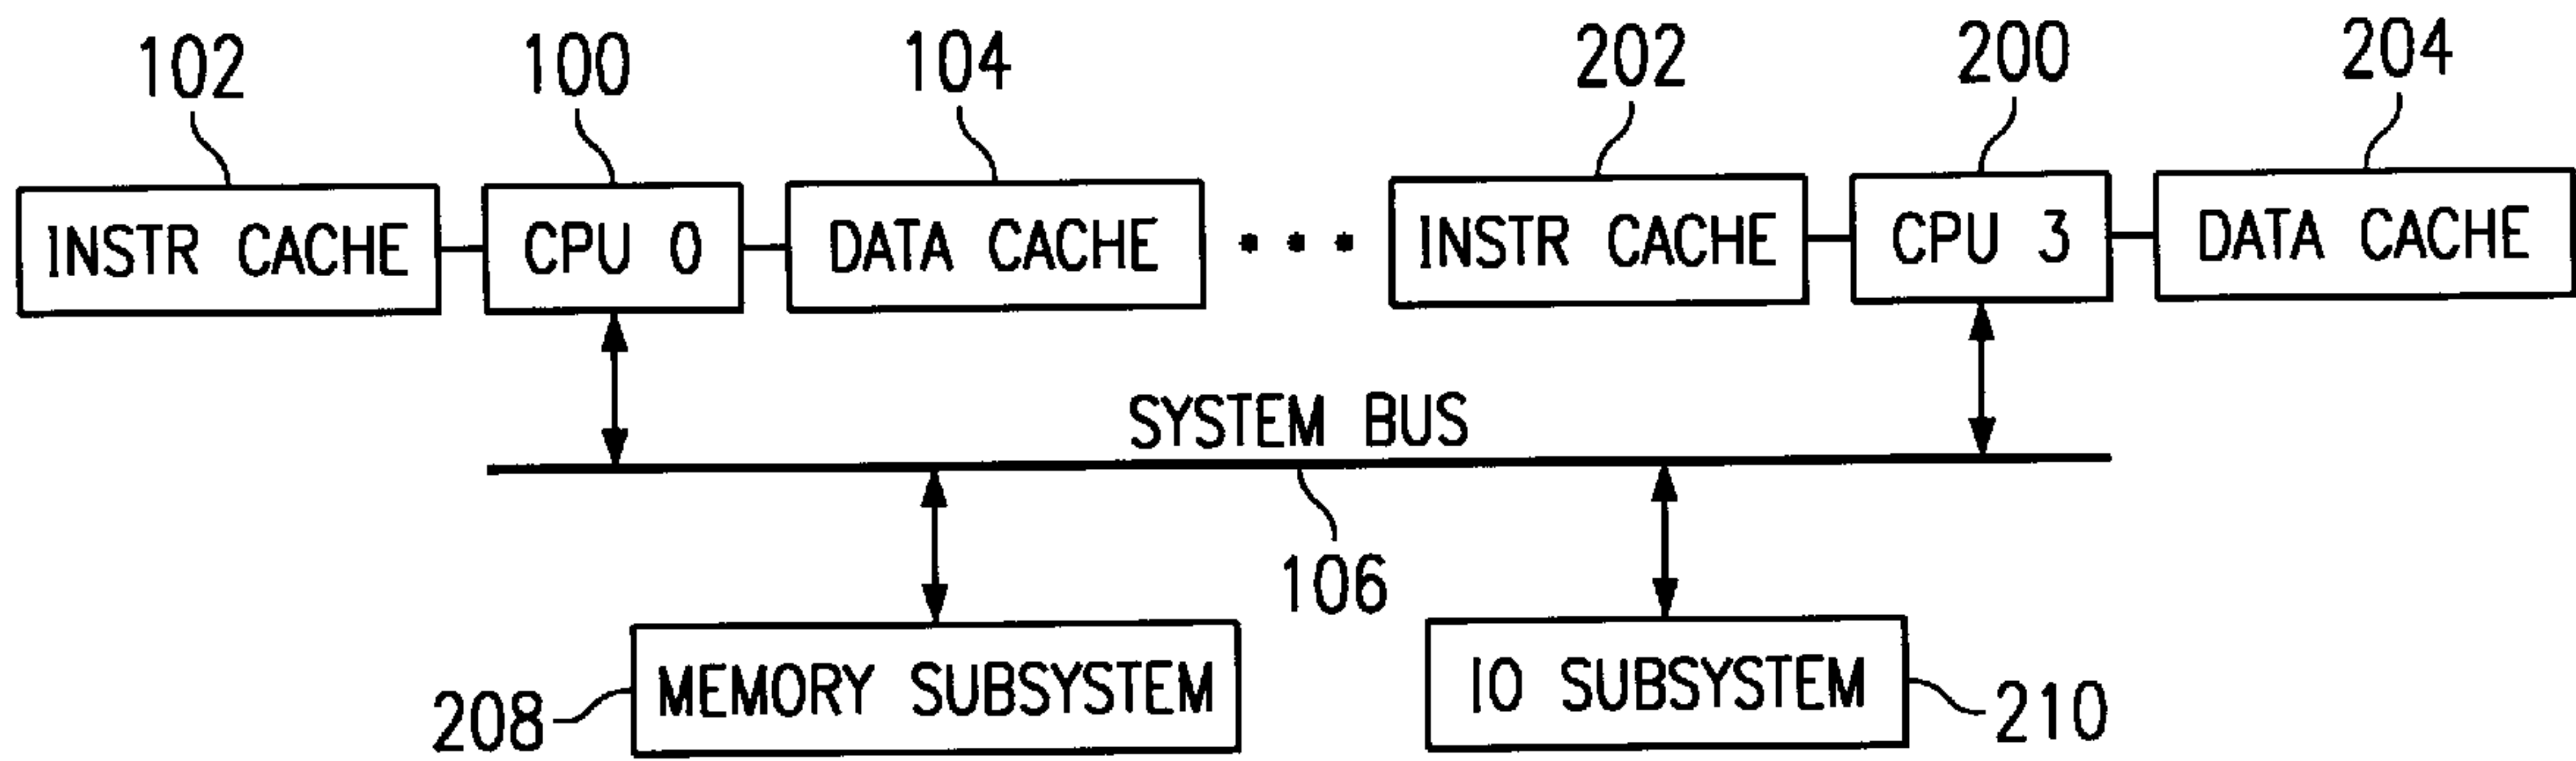 102 100 104 202 200 204
INSTR CACHE CPU 0 DATA CACHE • • • INSTR CACHE CPU 3 DATA CACHE
SYSTEM BUS
106
208 MEMORY SUBSYSTEM IO SUBSYSTEM 210